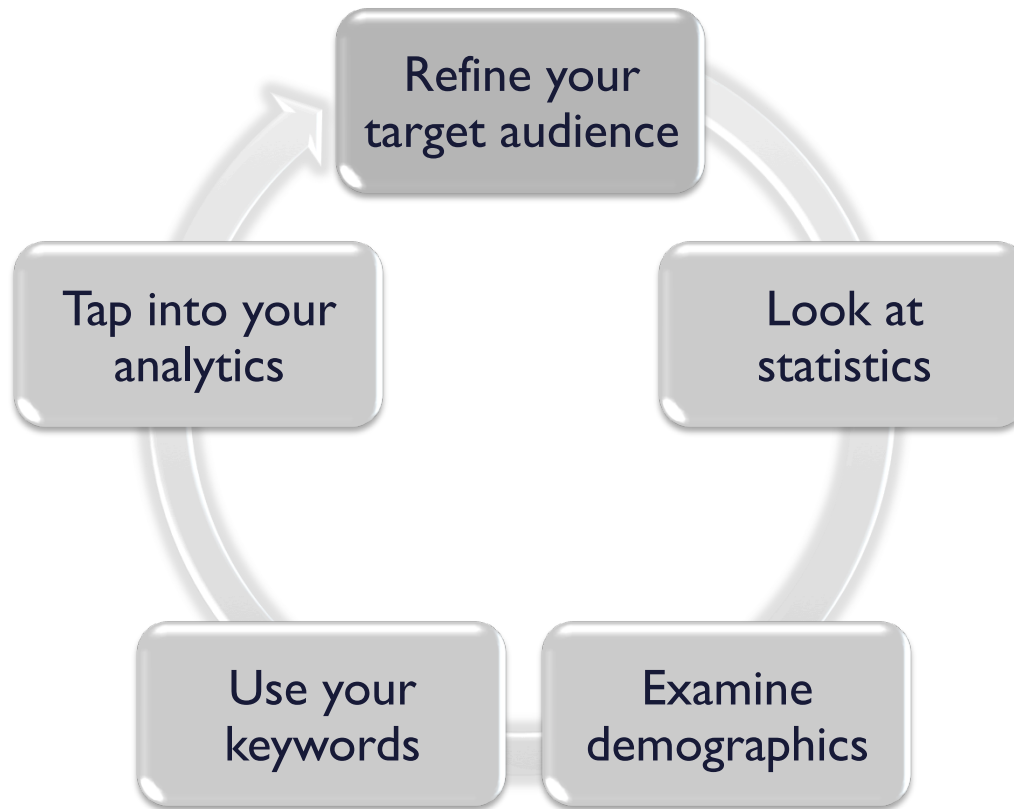 Refine your
target audience
Look at
statistics
Examine
demographics
Use your
keywords
Tap into your
analytics